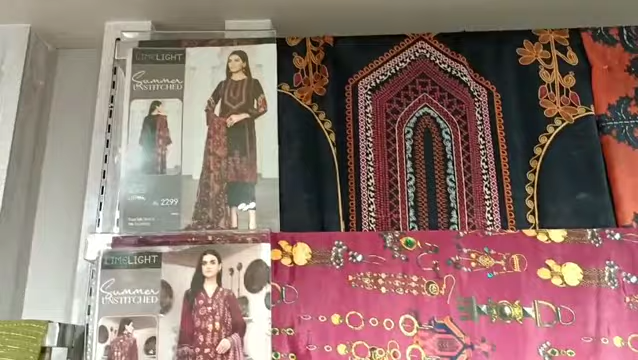 LIMELIGHT
Summer
UNSTITCHED
Rs. 2299
LIMELIGHT
Summer
UNSTITCHED